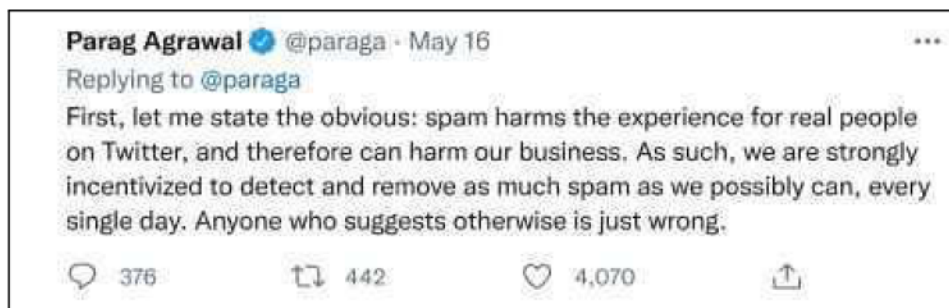 Parag Agrawal @paraga · May 16
Replying to @paraga
First, let me state the obvious: spam harms the experience for real people
on Twitter, and therefore can harm our business. As such, we are strongly
incentivized to detect and remove as much spam as we possibly can, every
single day. Anyone who suggests otherwise is just wrong.
376 442 4,070